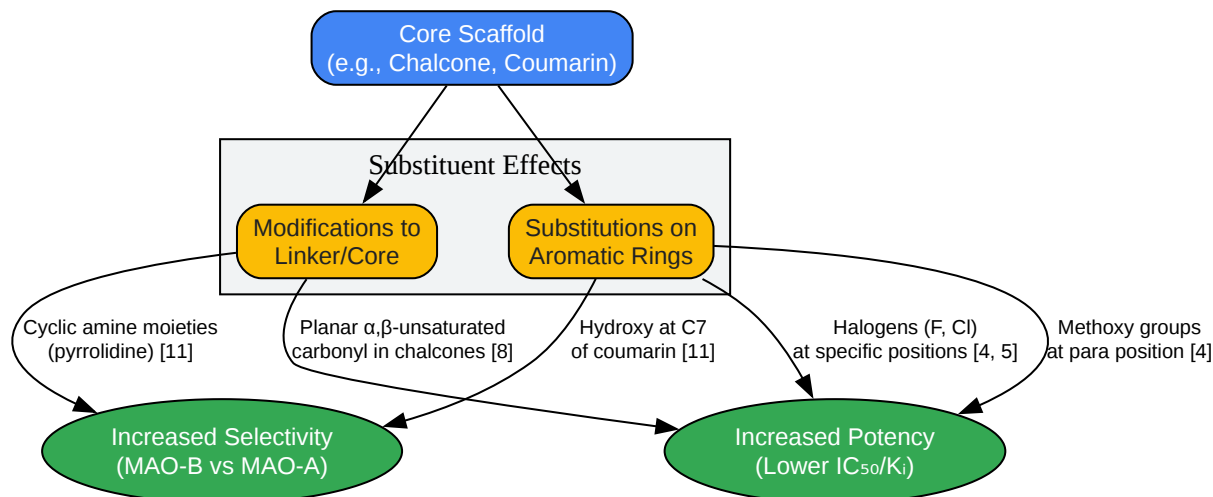 Core Scaffold
(e.g., Chalcone, Coumarin)
Substituent Effects
Modifications to
Linker/Core
Substitutions on
Aromatic Rings
Cyclic amine moieties
(pyrrolidine) [11]
Planar α,β-unsaturated
carbonyl in chalcones [8]
Hydroxy at C7
of coumarin [11]
Halogens (F, Cl)
at specific positions [4, 5]
Methoxy groups
at para position [4]
Increased Selectivity
(MAO-B vs MAO-A)
Increased Potency
(Lower IC₅₀/Kᵢ)